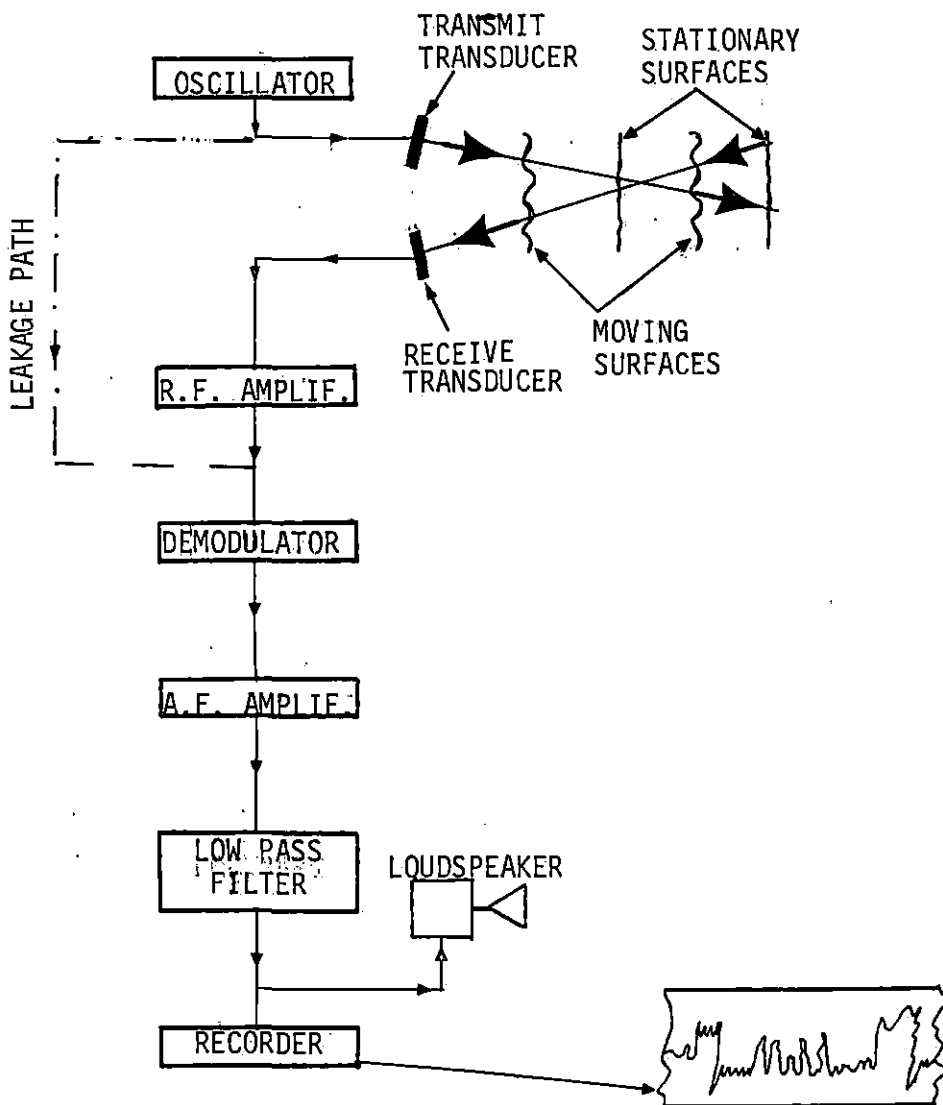 TRANSMIT
TRANSDUCER
STATIONARY
SURFACES
OSCILLATOR
LEAKAGE PATH
MOVING
SURFACES
RECEIVE
TRANSDUCER
R.F. AMPLIF.
DEMODULATOR
A.F. AMPLIF.
LOW PASS
FILTER
LOUDSPEAKER
RECORDER